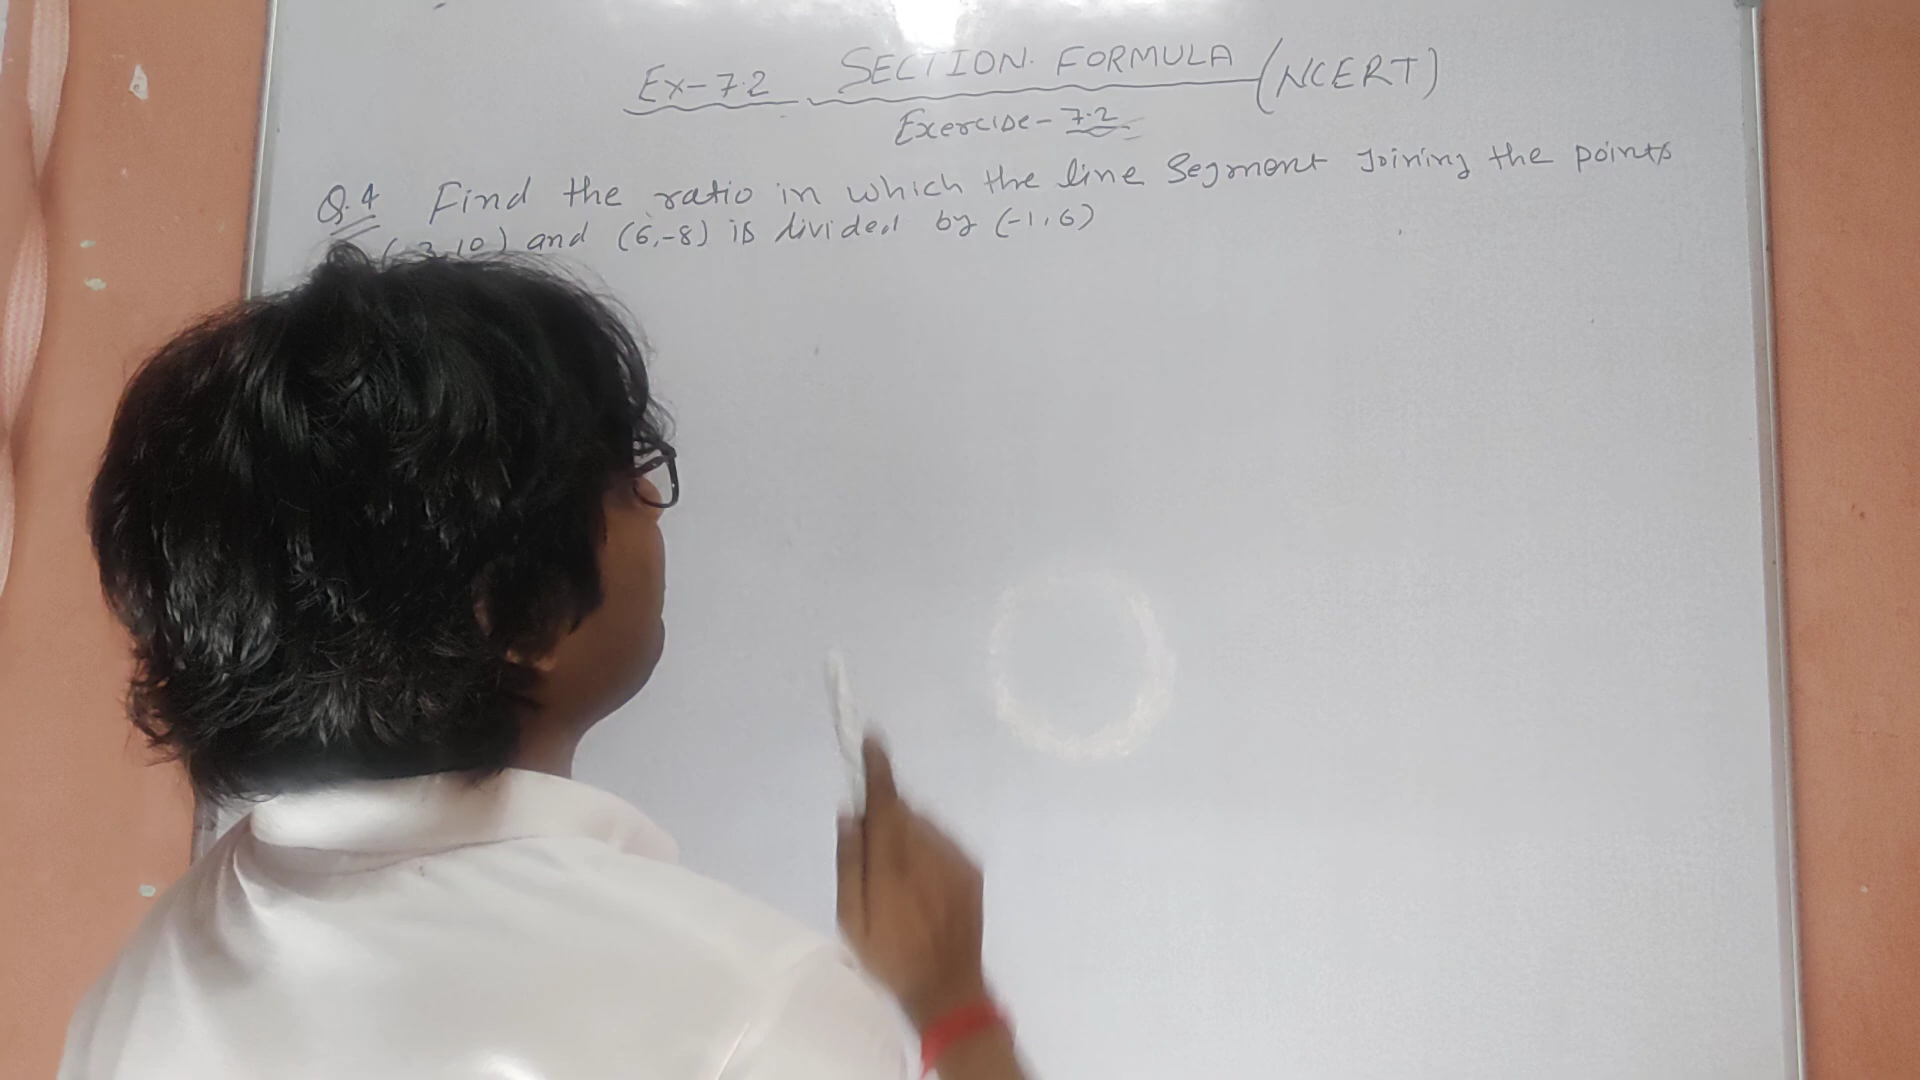 Ex-7.2 SECTION FORMULA (NCERT)
Exercise-7.2
Q.4 Find the ratio in which the line Segment Joining the points
(-3,10) and (6,-8) is divided by (-1,6)